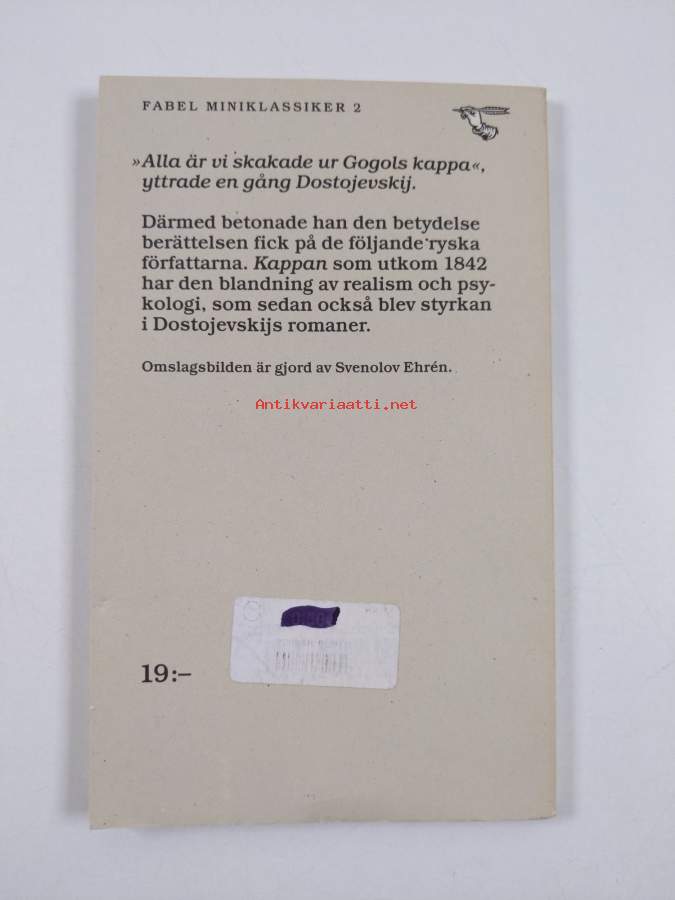 FABEL MINIKLASSIKER 2
»Alla är vi skakade ur Gogols kappa«,
yttrade en gång Dostojevskij.
Därmed betonade han den betydelse
berättelsen fick på de följande ryska
författarna. Kappan som utkom 1842
har den blandning av realism och psy-
kologi, som sedan också blev styrkan
i Dostojevskijs romaner.
Omslagsbilden är gjord av Svenolov Ehrén.
Antikvariaatti.net
19:–